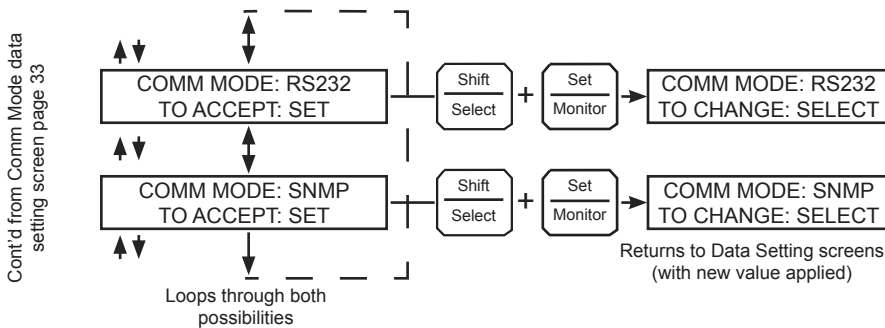 Cont'd from Comm Mode data
setting screen page 33
COMM MODE: RS232
TO ACCEPT: SET
Shift
Select
+
Set
Monitor
COMM MODE: RS232
TO CHANGE: SELECT
COMM MODE: SNMP
TO ACCEPT: SET
Shift
Select
+
Set
Monitor
COMM MODE: SNMP
TO CHANGE: SELECT
Loops through both
possibilities
Returns to Data Setting screens
(with new value applied)